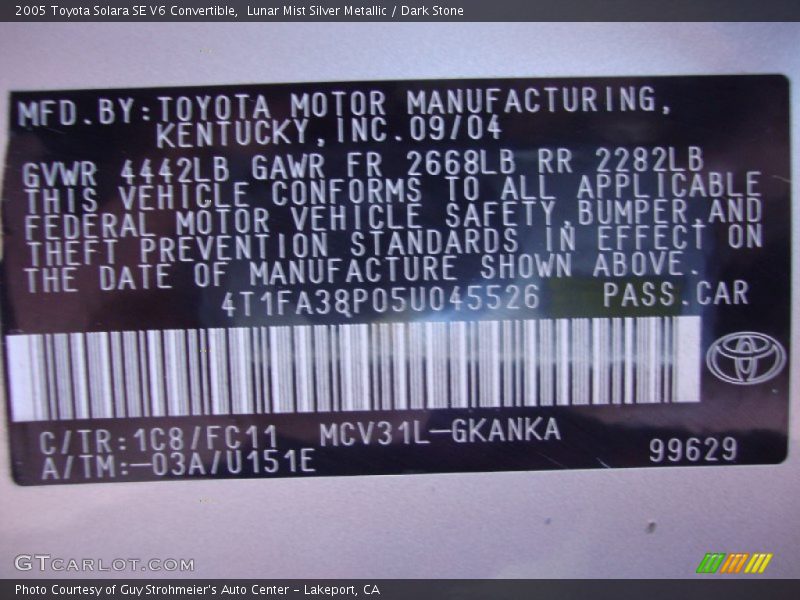 2005 Toyota Solara SE V6 Convertible,  Lunar Mist Silver Metallic / Dark Stone
MFD.BY:TOYOTA MOTOR MANUFACTURING,
KENTUCKY,INC.09/04
GVWR 4442LB GAWR FR 2668LB RR 2282LB
THIS VEHICLE CONFORMS TO ALL APPLICABLE
FEDERAL MOTOR VEHICLE SAFETY,BUMPER,AND
THEFT PREVENTION STANDARDS IN EFFECT ON
THE DATE OF MANUFACTURE SHOWN ABOVE.
4T1FA38P05U045526 PASS.CAR
C/TR:1C8/FC11 MCV31L-GKANKA
A/TM:-03A/U151E 99629
GTCARLOT.COM
Photo Courtesy of Guy Strohmeier's Auto Center - Lakeport, CA